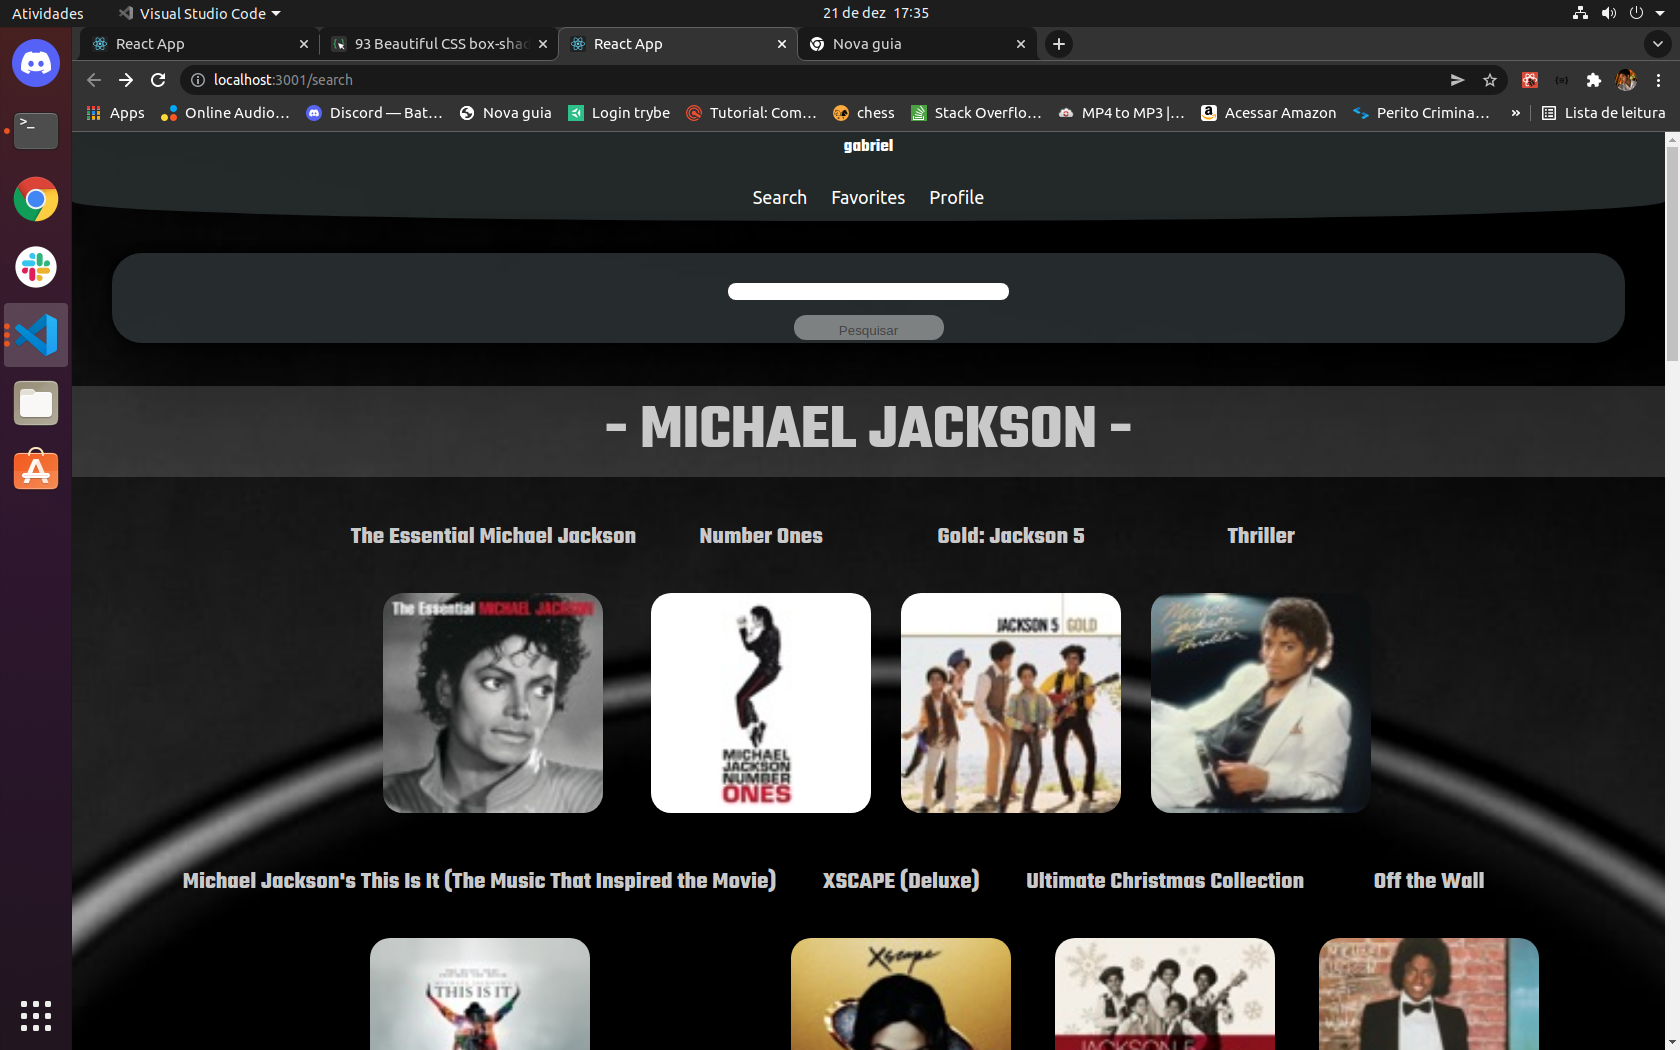 Atividades
Visual Studio Code
21 de dez 17:35
React App
93 Beautiful CSS box-shad
React App
Nova guia
localhost:3001/search
Apps
Online Audio…
Discord — Bat…
Nova guia
Login trybe
Tutorial: Com…
chess
Stack Overflo…
MP4 to MP3 |…
Acessar Amazon
Perito Crimina…
»
Lista de leitura
gabriel
Search Favorites Profile
Pesquisar
- MICHAEL JACKSON -
The Essential Michael Jackson
Number Ones
Gold: Jackson 5
Thriller
The Essential MICHAEL JACKSON
MICHAEL
JACKSON
NUMBER
ONES
JACKSON 5 GOLD
Michael
Jackson
Thriller
Michael Jackson's This Is It (The Music That Inspired the Movie)
XSCAPE (Deluxe)
Ultimate Christmas Collection
Off the Wall
THIS IS IT
Xscape
JACKSON 5